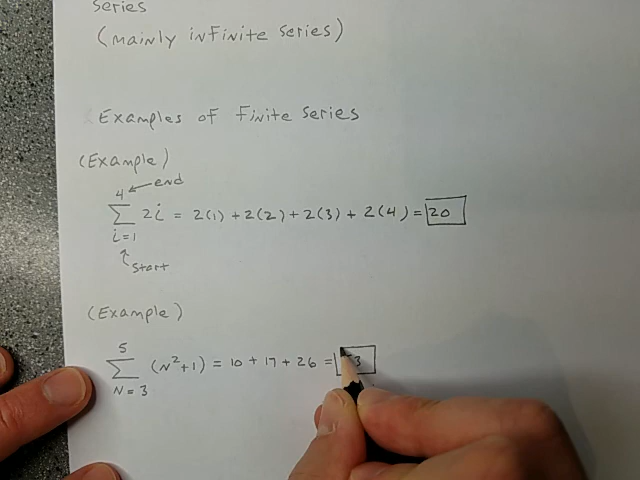 Series
(mainly infinite series)
Examples of Finite Series
(Example)
4 ← end
∑ 2i = 2(1) + 2(2) + 2(3) + 2(4) = 20
i = 1
↑ Start
(Example)
5
∑ (N²+1) = 10 + 17 + 26 =
N = 3